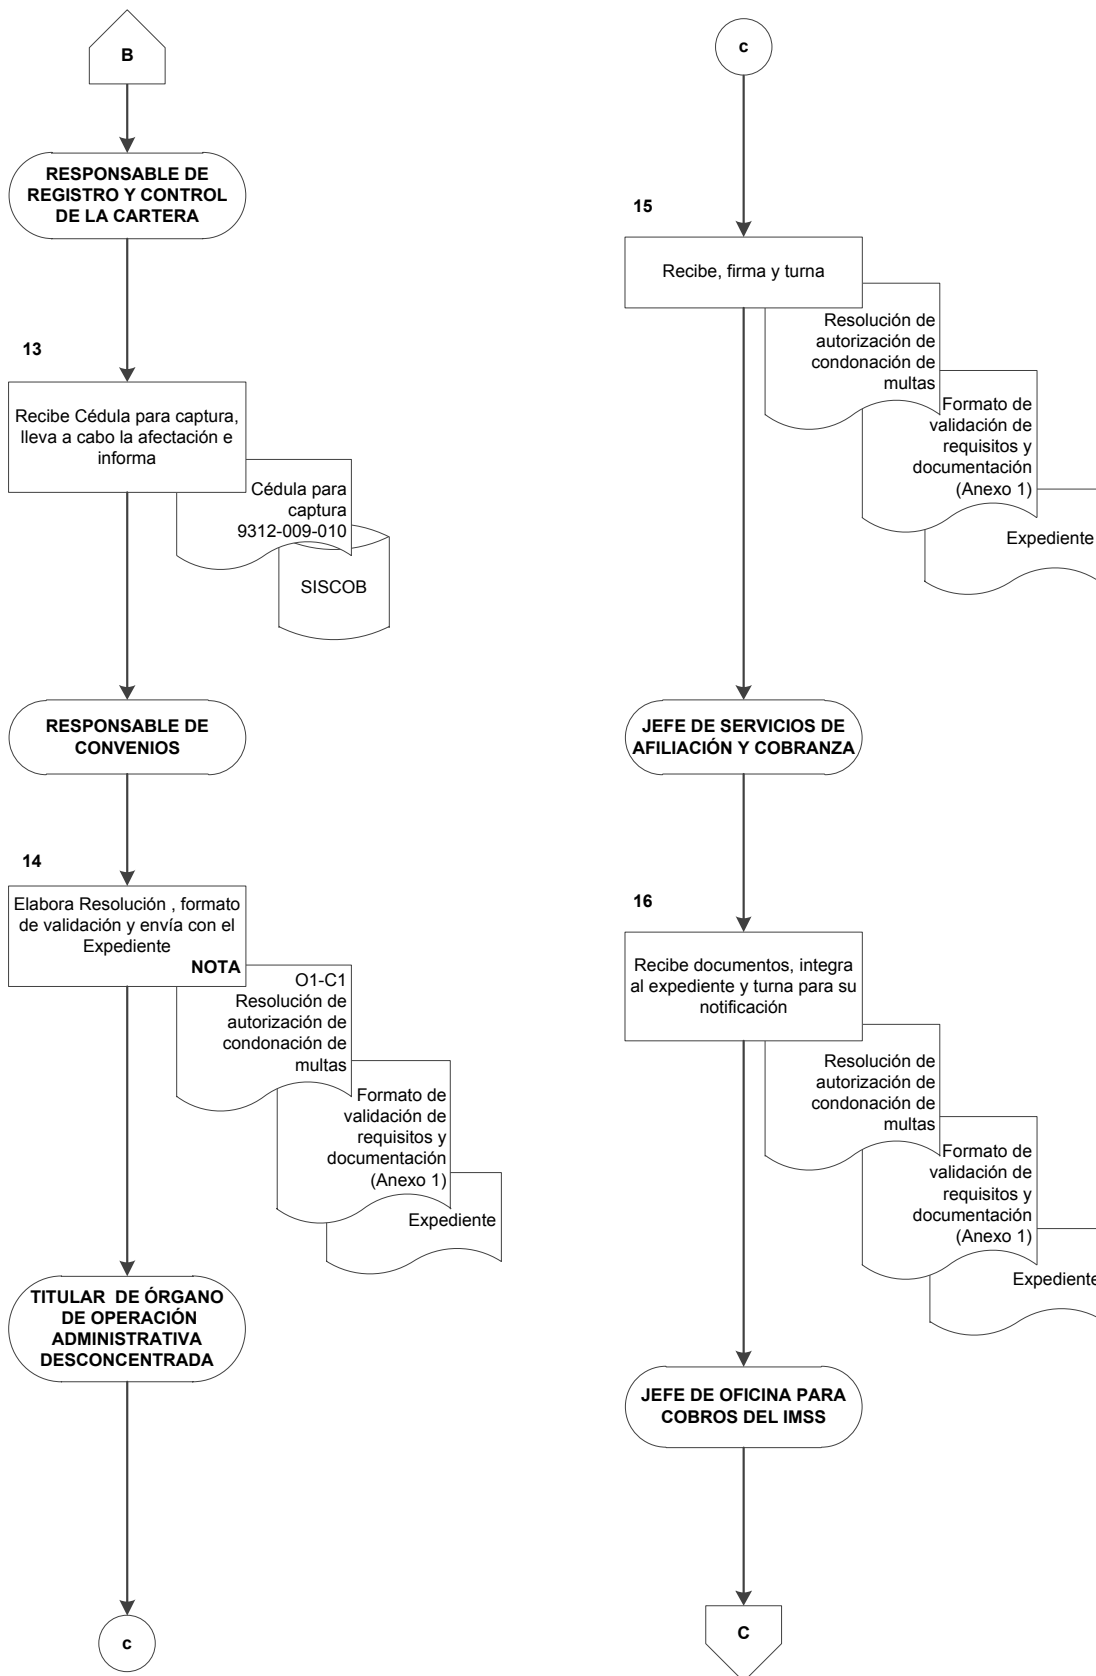 B
RESPONSABLE DE
REGISTRO Y CONTROL
DE LA CARTERA
13
Recibe Cédula para captura,
lleva a cabo la afectación e
informa
Cédula para
captura
9312-009-010
SISCOB
RESPONSABLE DE
CONVENIOS
14
Elabora Resolución , formato
de validación y envía con el
Expediente
NOTA
O1-C1
Resolución de
autorización de
condonación de
multas
Formato de
validación de
requisitos y
documentación
(Anexo 1)
Expediente
TITULAR DE ÓRGANO
DE OPERACIÓN
ADMINISTRATIVA
DESCONCENTRADA
c
c
15
Recibe, firma y turna
Resolución de
autorización de
condonación de
multas
Formato de
validación de
requisitos y
documentación
(Anexo 1)
Expediente
JEFE DE SERVICIOS DE
AFILIACIÓN Y COBRANZA
16
Recibe documentos, integra
al expediente y turna para su
notificación
Resolución de
autorización de
condonación de
multas
Formato de
validación de
requisitos y
documentación
(Anexo 1)
Expediente
JEFE DE OFICINA PARA
COBROS DEL IMSS
C